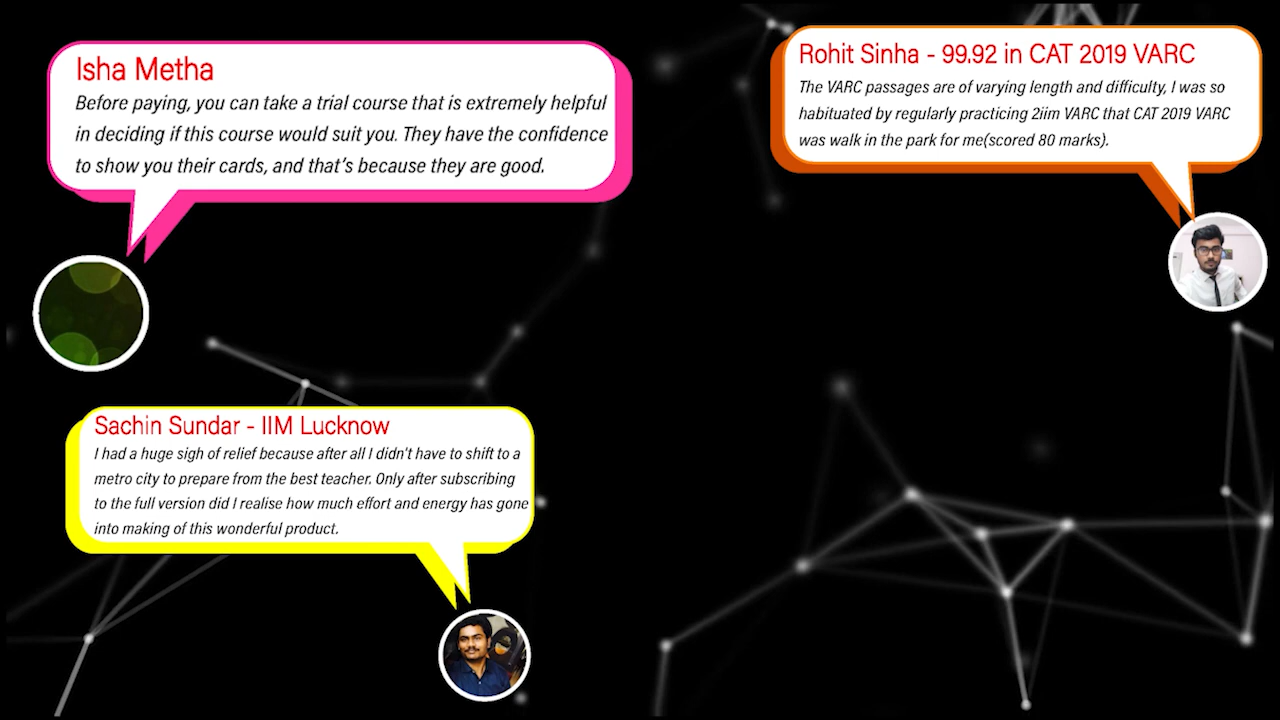 Isha Metha
Before paying, you can take a trial course that is extremely helpful
in deciding if this course would suit you. They have the confidence
to show you their cards, and that's because they are good.
Rohit Sinha - 99.92 in CAT 2019 VARC
The VARC passages are of varying length and difficulty, I was so
habituated by regularly practicing 2iim VARC that CAT 2019 VARC
was walk in the park for me(scored 80 marks).
Sachin Sundar - IIM Lucknow
I had a huge sigh of relief because after all I didn't have to shift to a
metro city to prepare from the best teacher. Only after subscribing
to the full version did I realise how much effort and energy has gone
into making of this wonderful product.